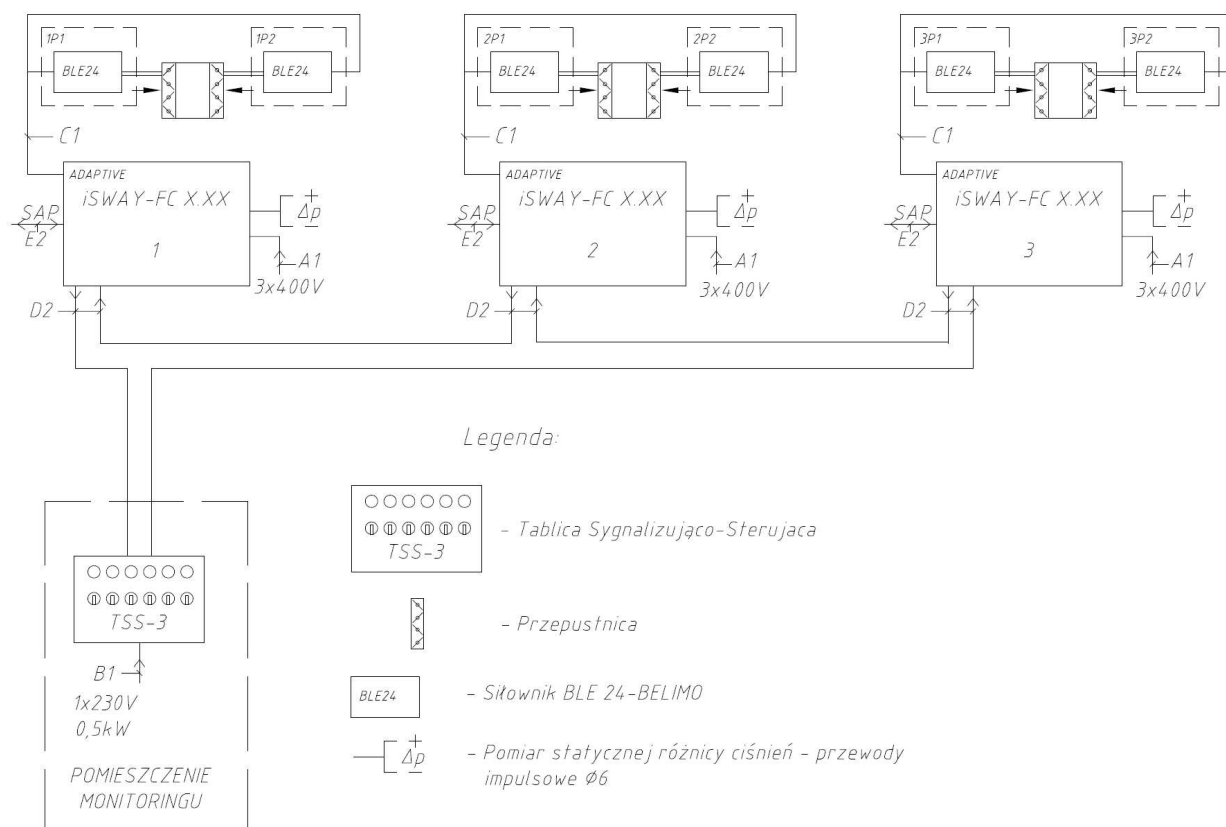 1P1
1P2
2P1
2P2
3P1
3P2
BLE24
BLE24
BLE24
BLE24
BLE24
BLE24
C1
C1
C1
ADAPTIVE
iSWAY-FC X.XX
1
SAP
E2
+
Δp
A1
3x400V
D2
ADAPTIVE
iSWAY-FC X.XX
2
SAP
E2
+
Δp
A1
3x400V
D2
ADAPTIVE
iSWAY-FC X.XX
3
SAP
E2
+
Δp
A1
3x400V
D2
Legenda:
TSS-3
- Tablica Sygnalizująco-Sterujaca
- Przepustnica
BLE24
- Siłownik BLE 24-BELIMO
+
Δp
- Pomiar statycznej różnicy ciśnień - przewody
impulsowe Ø6
TSS-3
B1
1x230V
0,5kW
POMIESZCZENIE
MONITORINGU